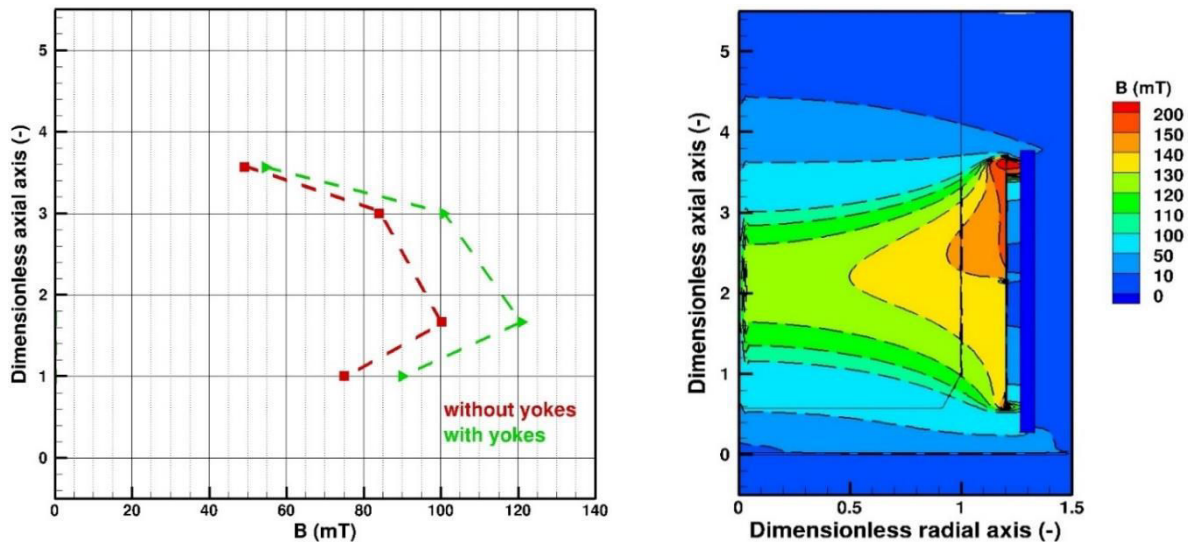 Dimensionless axial axis (-)
5
4
3
2
1
0
without yokes
with yokes
0 20 40 60 80 100 120 140
B (mT)
Dimensionless axial axis (-)
5
4
3
2
1
0
0 0.5 1 1.5
Dimensionless radial axis (-)
B (mT)
200
150
140
130
120
110
100
50
10
0